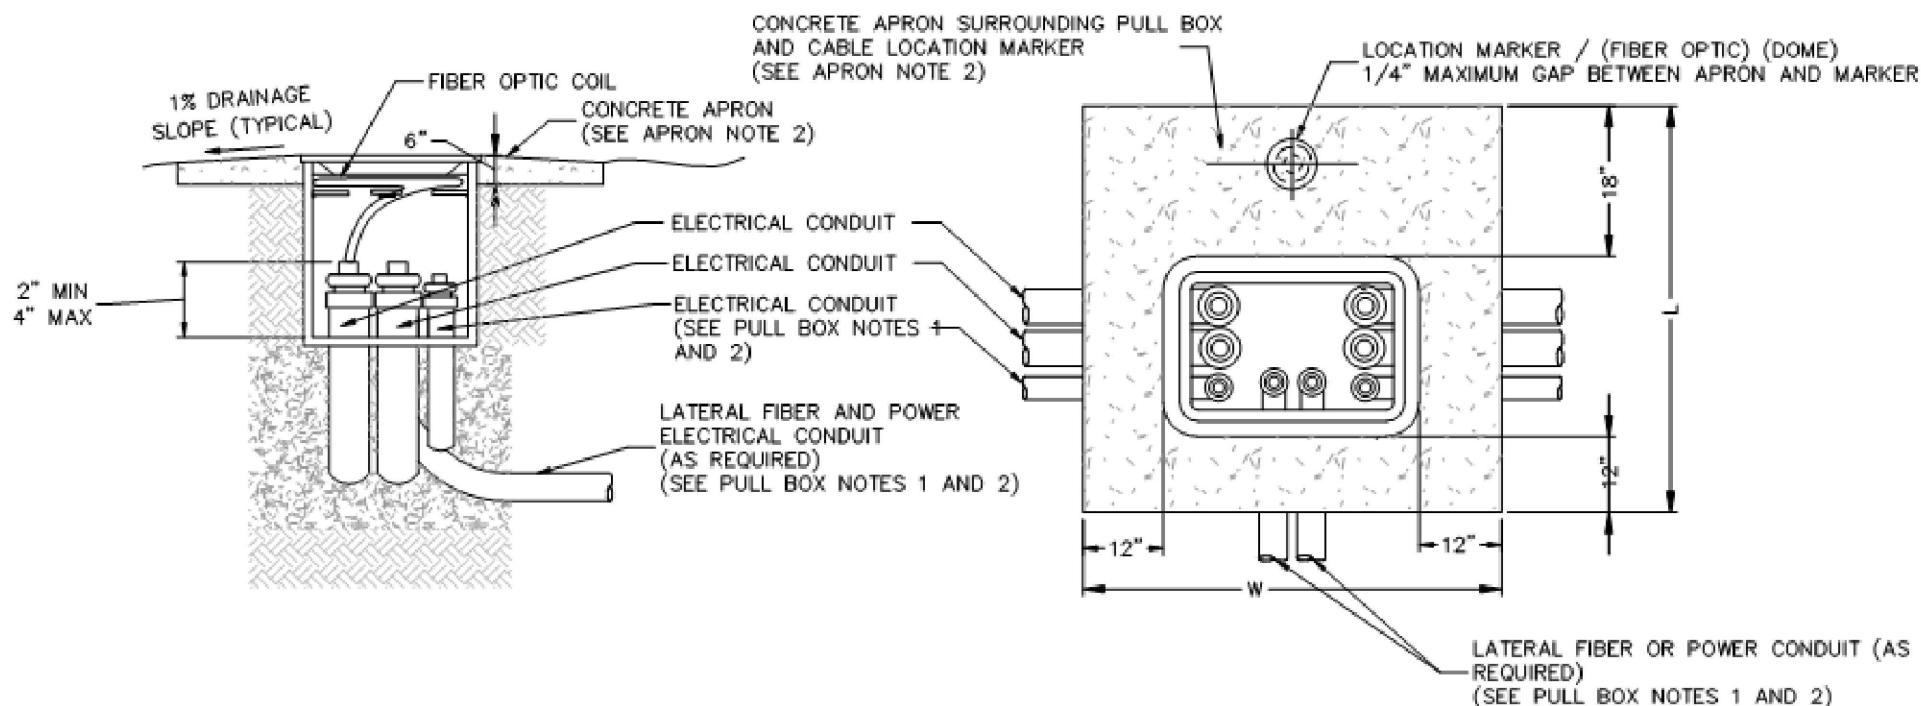 1% DRAINAGE
SLOPE (TYPICAL)
FIBER OPTIC COIL
6"
CONCRETE APRON
(SEE APRON NOTE 2)
2" MIN
4" MAX
ELECTRICAL CONDUIT
ELECTRICAL CONDUIT
ELECTRICAL CONDUIT
(SEE PULL BOX NOTES 1
AND 2)
LATERAL FIBER AND POWER
ELECTRICAL CONDUIT
(AS REQUIRED)
(SEE PULL BOX NOTES 1 AND 2)
CONCRETE APRON SURROUNDING PULL BOX
AND CABLE LOCATION MARKER
(SEE APRON NOTE 2)
LOCATION MARKER / (FIBER OPTIC) (DOME)
1/4" MAXIMUM GAP BETWEEN APRON AND MARKER
18"
L
12"
12"
12"
W
LATERAL FIBER OR POWER CONDUIT (AS
REQUIRED)
(SEE PULL BOX NOTES 1 AND 2)